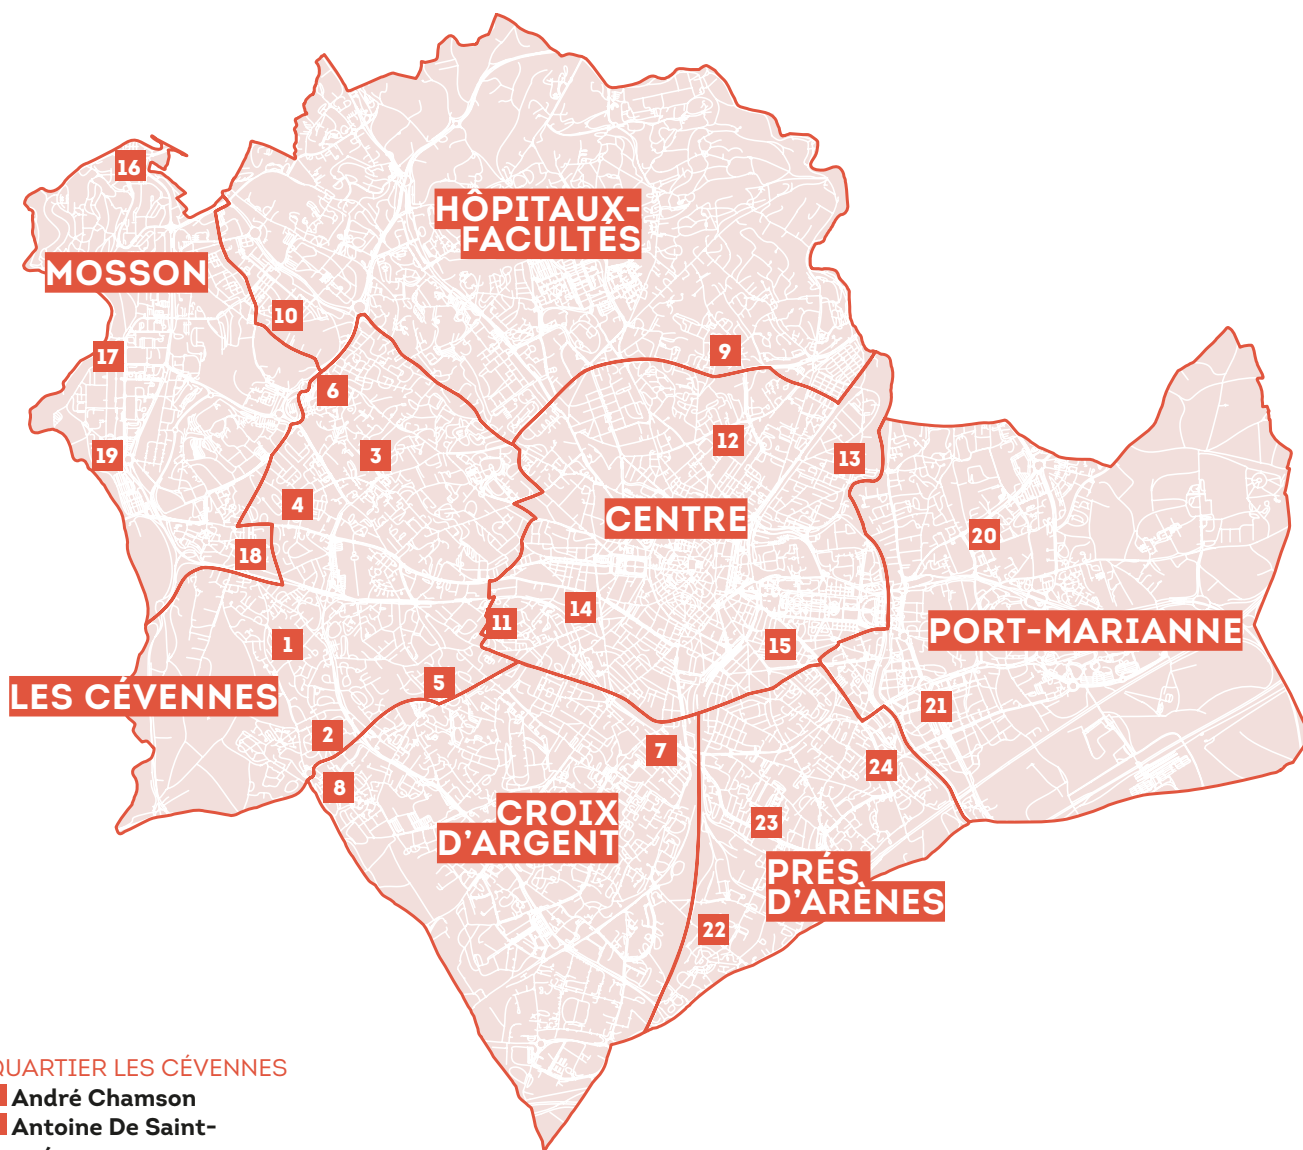 16
HÔPITAUX-
FACULTÉS
MOSSON
10
17
9
6
12
3
13
19
4
CENTRE
20
18
14
11
PORT-MARIANNE
1
15
5
LES CÉVENNES
21
2
7
24
8
CROIX
D'ARGENT
23
PRÉS
D'ARÈNES
22
QUARTIER LES CÉVENNES
André Chamson
Antoine De Saint-